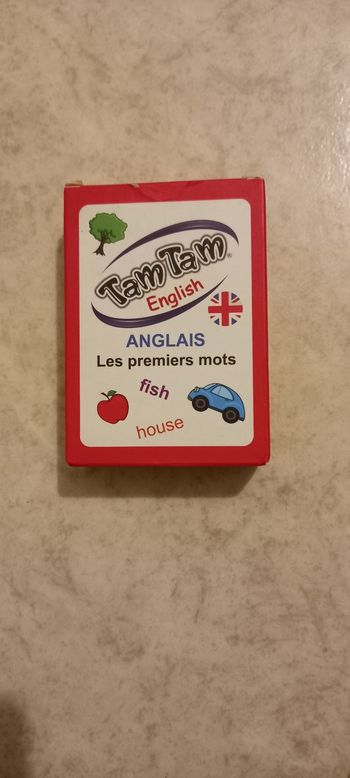 Tam Tam®
English
ANGLAIS
Les premiers mots
fish
house